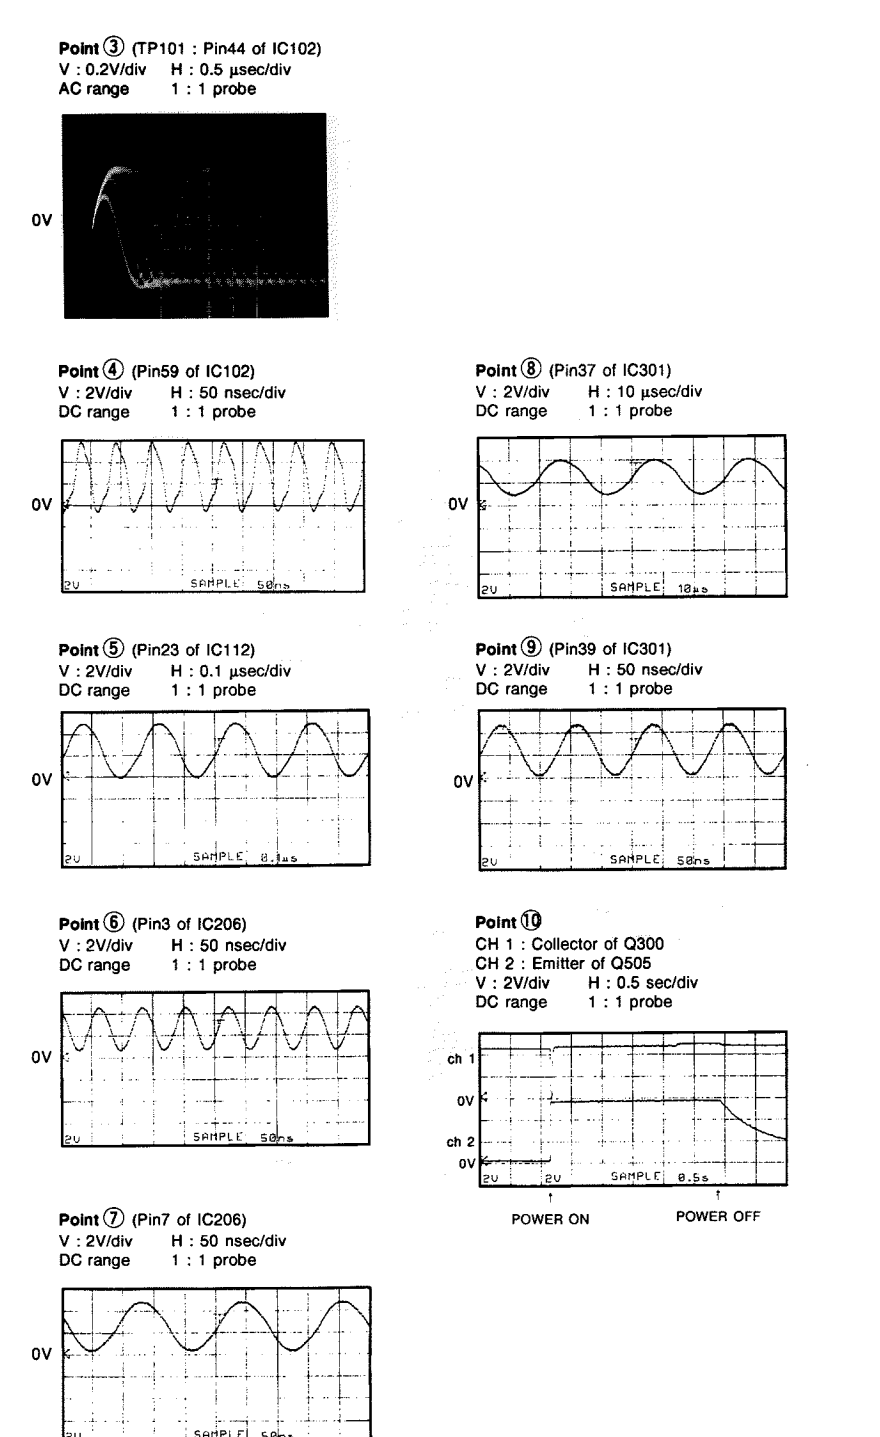 Point ③ (TP101 : Pin44 of IC102)
V : 0.2V/div H : 0.5 µsec/div
AC range 1 : 1 probe
0V
Point ④ (Pin59 of IC102)
V : 2V/div H : 50 nsec/div
DC range 1 : 1 probe
0V
2V SAMPLE 50ns
Point ⑤ (Pin23 of IC112)
V : 2V/div H : 0.1 µsec/div
DC range 1 : 1 probe
0V
2V SAMPLE 0.1µs
Point ⑥ (Pin3 of IC206)
V : 2V/div H : 50 nsec/div
DC range 1 : 1 probe
0V
2V SAMPLE 50ns
Point ⑦ (Pin7 of IC206)
V : 2V/div H : 50 nsec/div
DC range 1 : 1 probe
0V
2V SAMPLE 50ns
Point ⑧ (Pin37 of IC301)
V : 2V/div H : 10 µsec/div
DC range 1 : 1 probe
0V
2V SAMPLE 10µs
Point ⑨ (Pin39 of IC301)
V : 2V/div H : 50 nsec/div
DC range 1 : 1 probe
0V
2V SAMPLE 50ns
Point ⑩
CH 1 : Collector of Q300
CH 2 : Emitter of Q505
V : 2V/div H : 0.5 sec/div
DC range 1 : 1 probe
ch 1
0V
ch 2
0V
2V 2V SAMPLE 0.5s
POWER ON POWER OFF